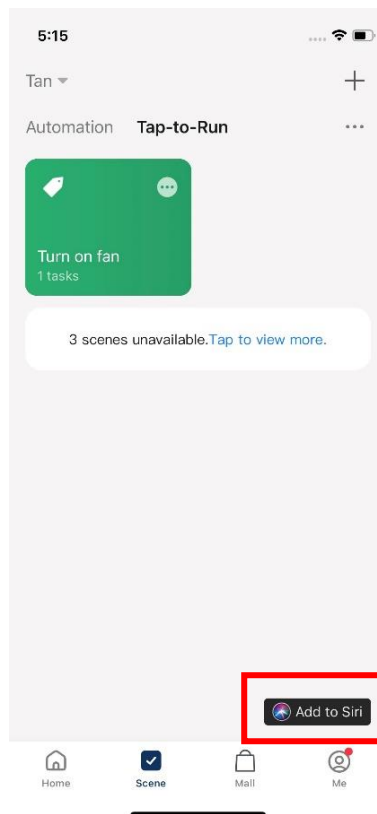 5:15
Tan
Automation Tap-to-Run
Turn on fan
1 tasks
3 scenes unavailable.Tap to view more.
Add to Siri
Home Scene Mall Me